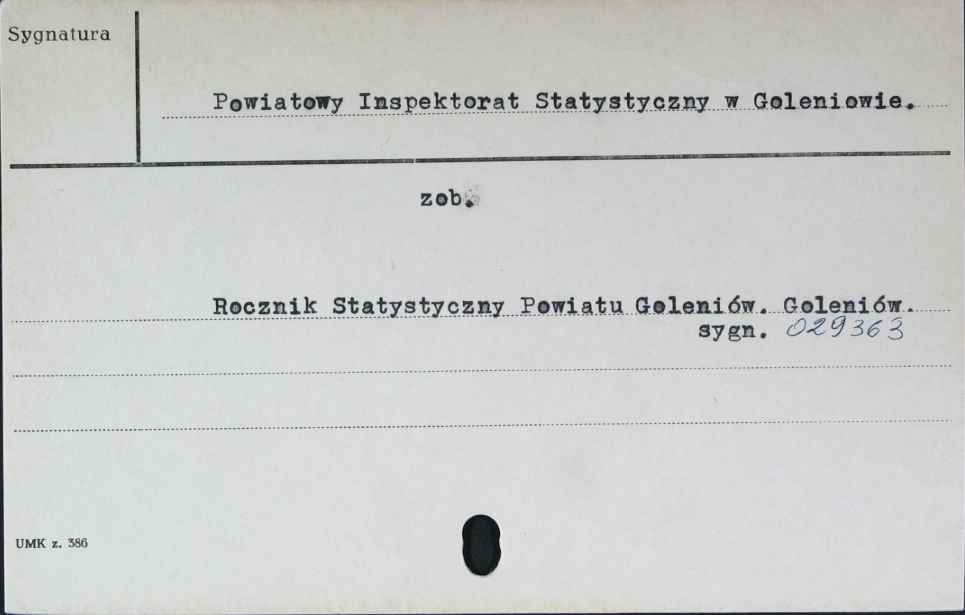 Sygnatura
Powiatowy Inspektorat Statystyczny w Goleniowie.
zob.
Rocznik Statystyczny Powiatu Goleniów. Goleniów.
sygn. 029363
UMK z. 386